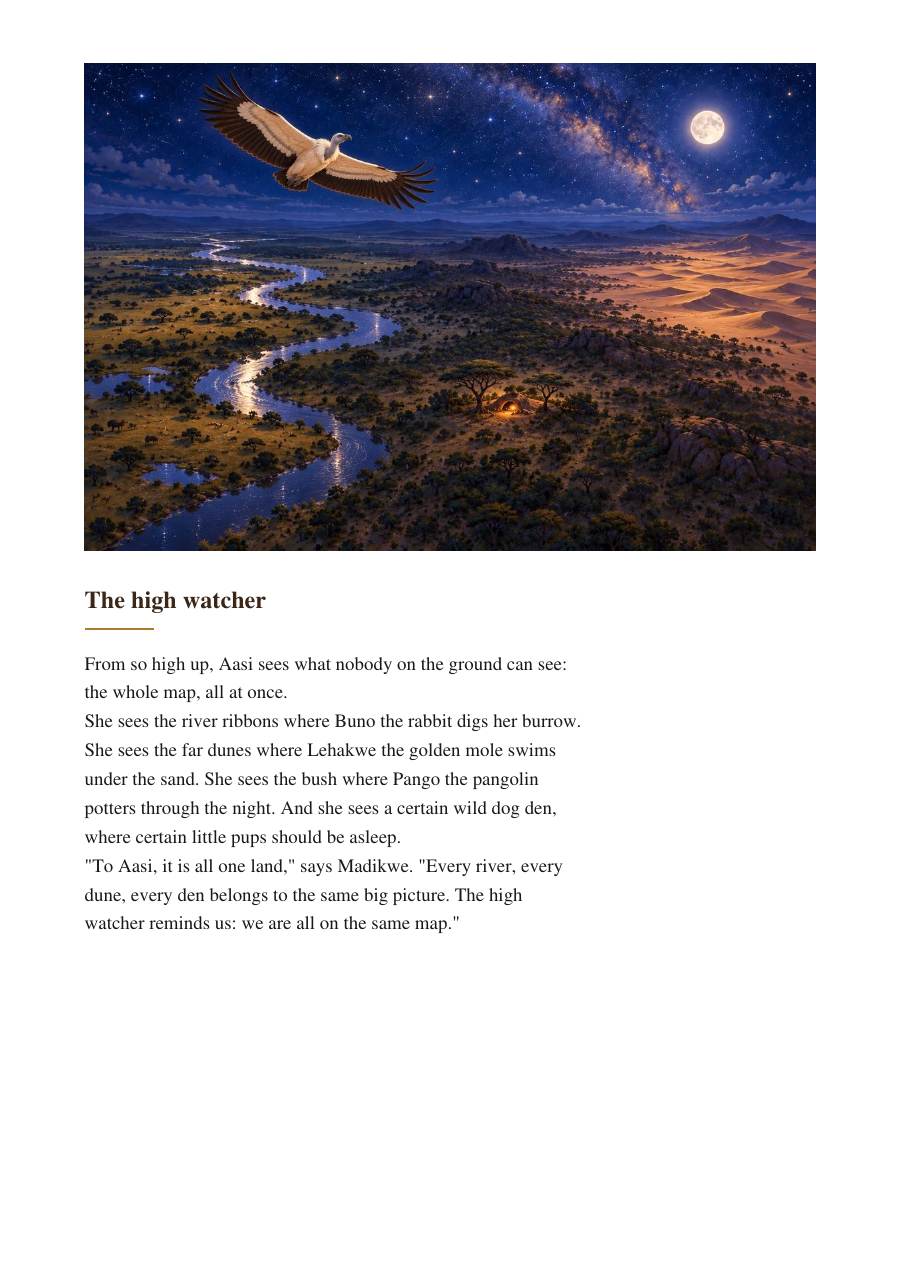 The high watcher
From so high up, Aasi sees what nobody on the ground can see:
the whole map, all at once.
She sees the river ribbons where Buno the rabbit digs her burrow.
She sees the far dunes where Lehakwe the golden mole swims
under the sand. She sees the bush where Pango the pangolin
potters through the night. And she sees a certain wild dog den,
where certain little pups should be asleep.
"To Aasi, it is all one land," says Madikwe. "Every river, every
dune, every den belongs to the same big picture. The high
watcher reminds us: we are all on the same map."